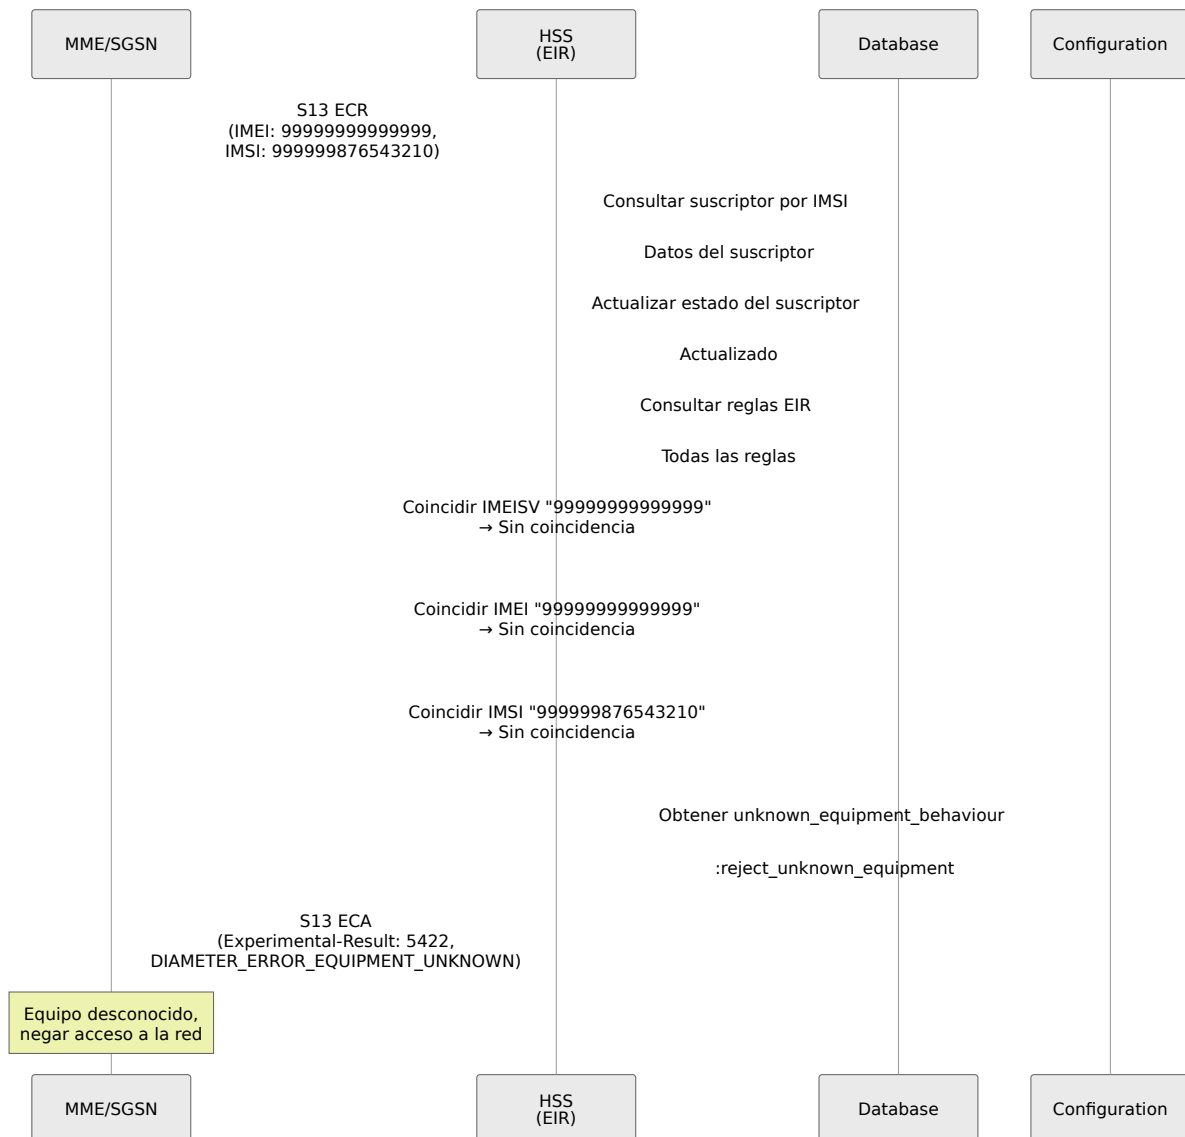 MME/SGSN
HSS
(EIR)
Database
Configuration
S13 ECR
(IMEI: 99999999999999,
IMSI: 999999876543210)
Consultar suscriptor por IMSI
Datos del suscriptor
Actualizar estado del suscriptor
Actualizado
Consultar reglas EIR
Todas las reglas
Coincidir IMEISV "99999999999999"
→ Sin coincidencia
Coincidir IMEI "99999999999999"
→ Sin coincidencia
Coincidir IMSI "999999876543210"
→ Sin coincidencia
Obtener unknown_equipment_behaviour
:reject_unknown_equipment
S13 ECA
(Experimental-Result: 5422,
DIAMETER_ERROR_EQUIPMENT_UNKNOWN)
Equipo desconocido,
negar acceso a la red
MME/SGSN
HSS
(EIR)
Database
Configuration